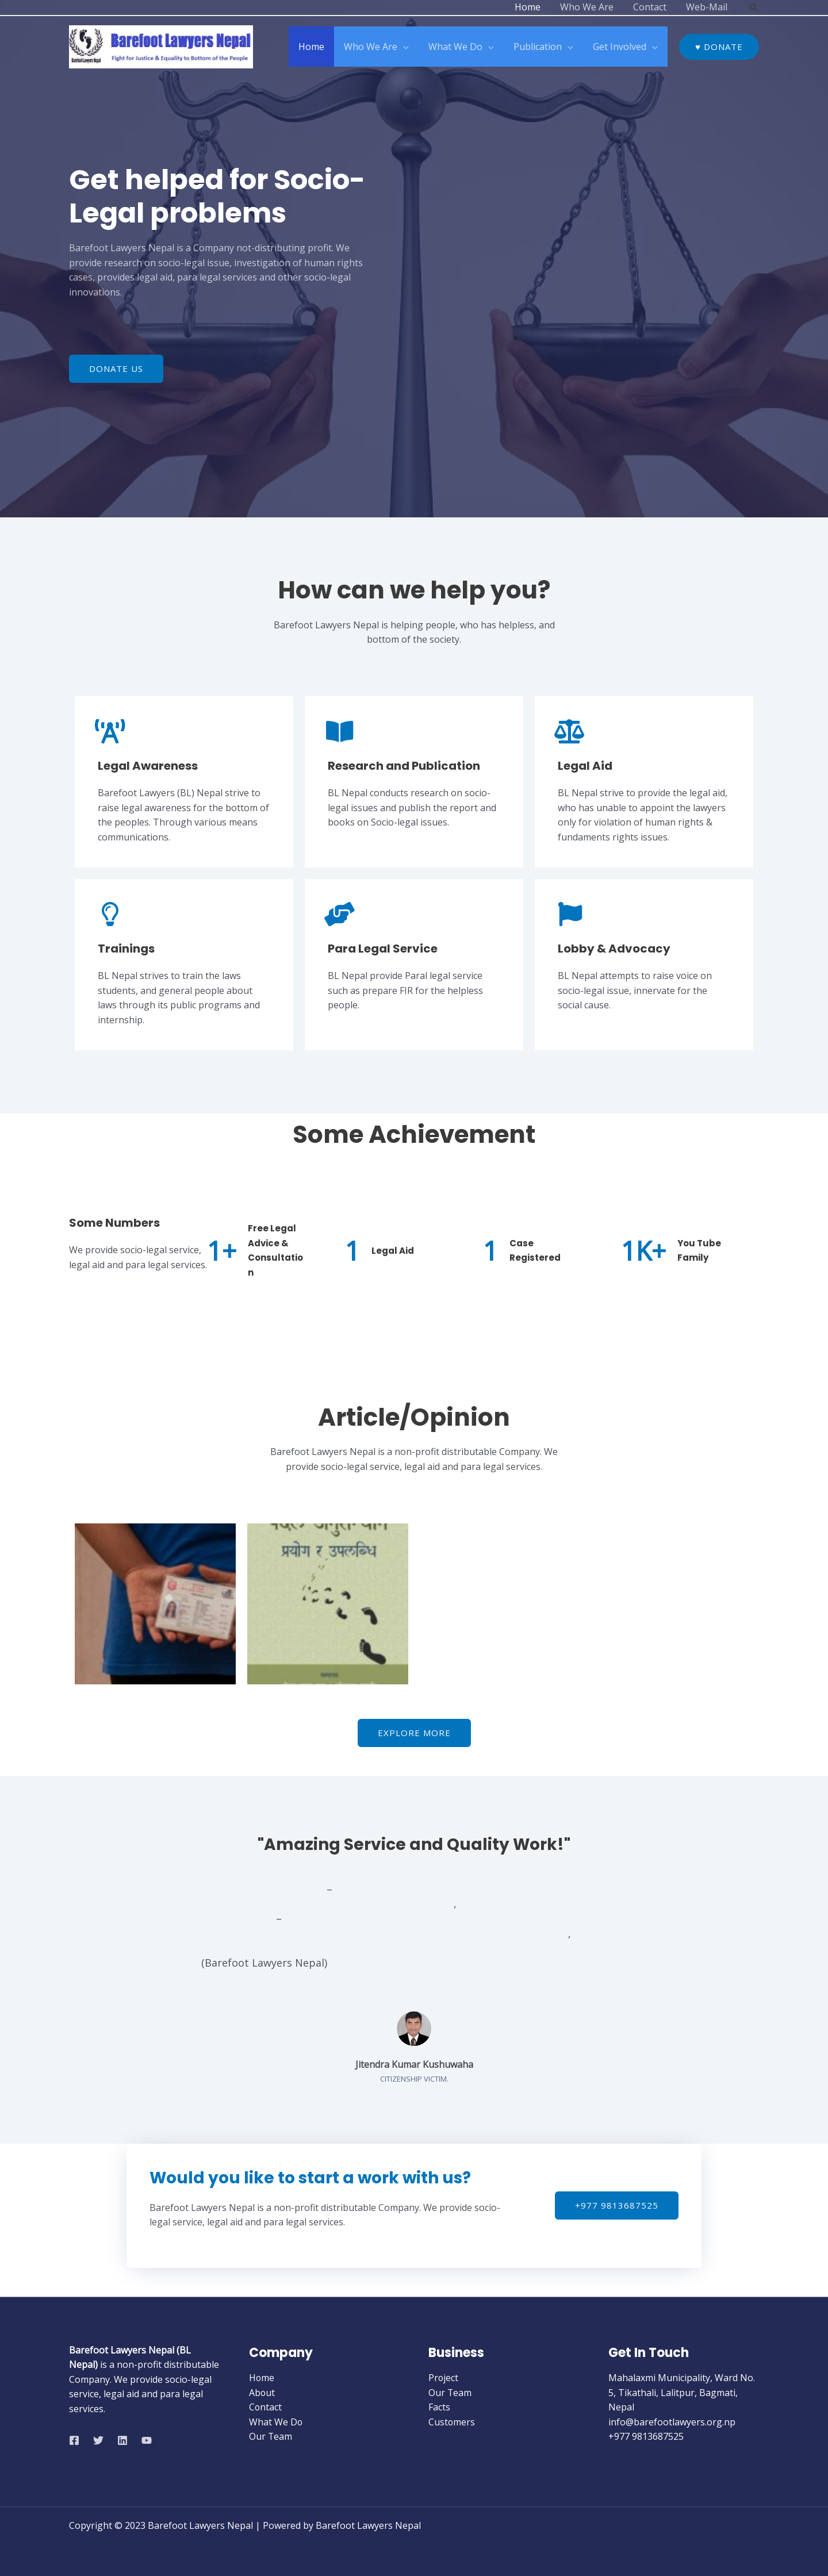 Home Who We Are Contact Web-Mail
Barefoot Lawyers Nepal
Fight for Justice & Equality to Bottom of the People
Barefoot Lawyers Nepal
Home Who We Are What We Do Publication Get Involved
♥ DONATE
Get helped for Socio-
Legal problems
Barefoot Lawyers Nepal is a Company not-distributing profit. We
provide research on socio-legal issue, investigation of human rights
cases, provides legal aid, para legal services and other socio-legal
innovations.
DONATE US
How can we help you?
Barefoot Lawyers Nepal is helping people, who has helpless, and
bottom of the society.
Legal Awareness
Barefoot Lawyers (BL) Nepal strive to
raise legal awareness for the bottom of
the peoples. Through various means
communications.
Research and Publication
BL Nepal conducts research on socio-
legal issues and publish the report and
books on Socio-legal issues.
Legal Aid
BL Nepal strive to provide the legal aid,
who has unable to appoint the lawyers
only for violation of human rights &
fundaments rights issues.
Trainings
BL Nepal strives to train the laws
students, and general people about
laws through its public programs and
internship.
Para Legal Service
BL Nepal provide Paral legal service
such as prepare FIR for the helpless
people.
Lobby & Advocacy
BL Nepal attempts to raise voice on
socio-legal issue, innervate for the
social cause.
Some Achievement
Some Numbers
We provide socio-legal service,
legal aid and para legal services.
1+
Free Legal
Advice &
Consultatio
n
1
Legal Aid
1
Case
Registered
1K+
You Tube
Family
Article/Opinion
Barefoot Lawyers Nepal is a non-profit distributable Company. We
provide socio-legal service, legal aid and para legal services.
प्रयोग र उपलब्धि
EXPLORE MORE
"Amazing Service and Quality Work!"
–
,
–
,
(Barefoot Lawyers Nepal)
Jitendra Kumar Kushuwaha
CITIZENSHIP VICTIM.
Would you like to start a work with us?
Barefoot Lawyers Nepal is a non-profit distributable Company. We provide socio-
legal service, legal aid and para legal services.
+977 9813687525
Barefoot Lawyers Nepal (BL
Nepal) is a non-profit distributable
Company. We provide socio-legal
service, legal aid and para legal
services.
Company
Home
About
Contact
What We Do
Our Team
Business
Project
Our Team
Facts
Customers
Get In Touch
Mahalaxmi Municipality, Ward No.
5, Tikathali, Lalitpur, Bagmati,
Nepal
info@barefootlawyers.org.np
+977 9813687525
Copyright © 2023 Barefoot Lawyers Nepal | Powered by Barefoot Lawyers Nepal